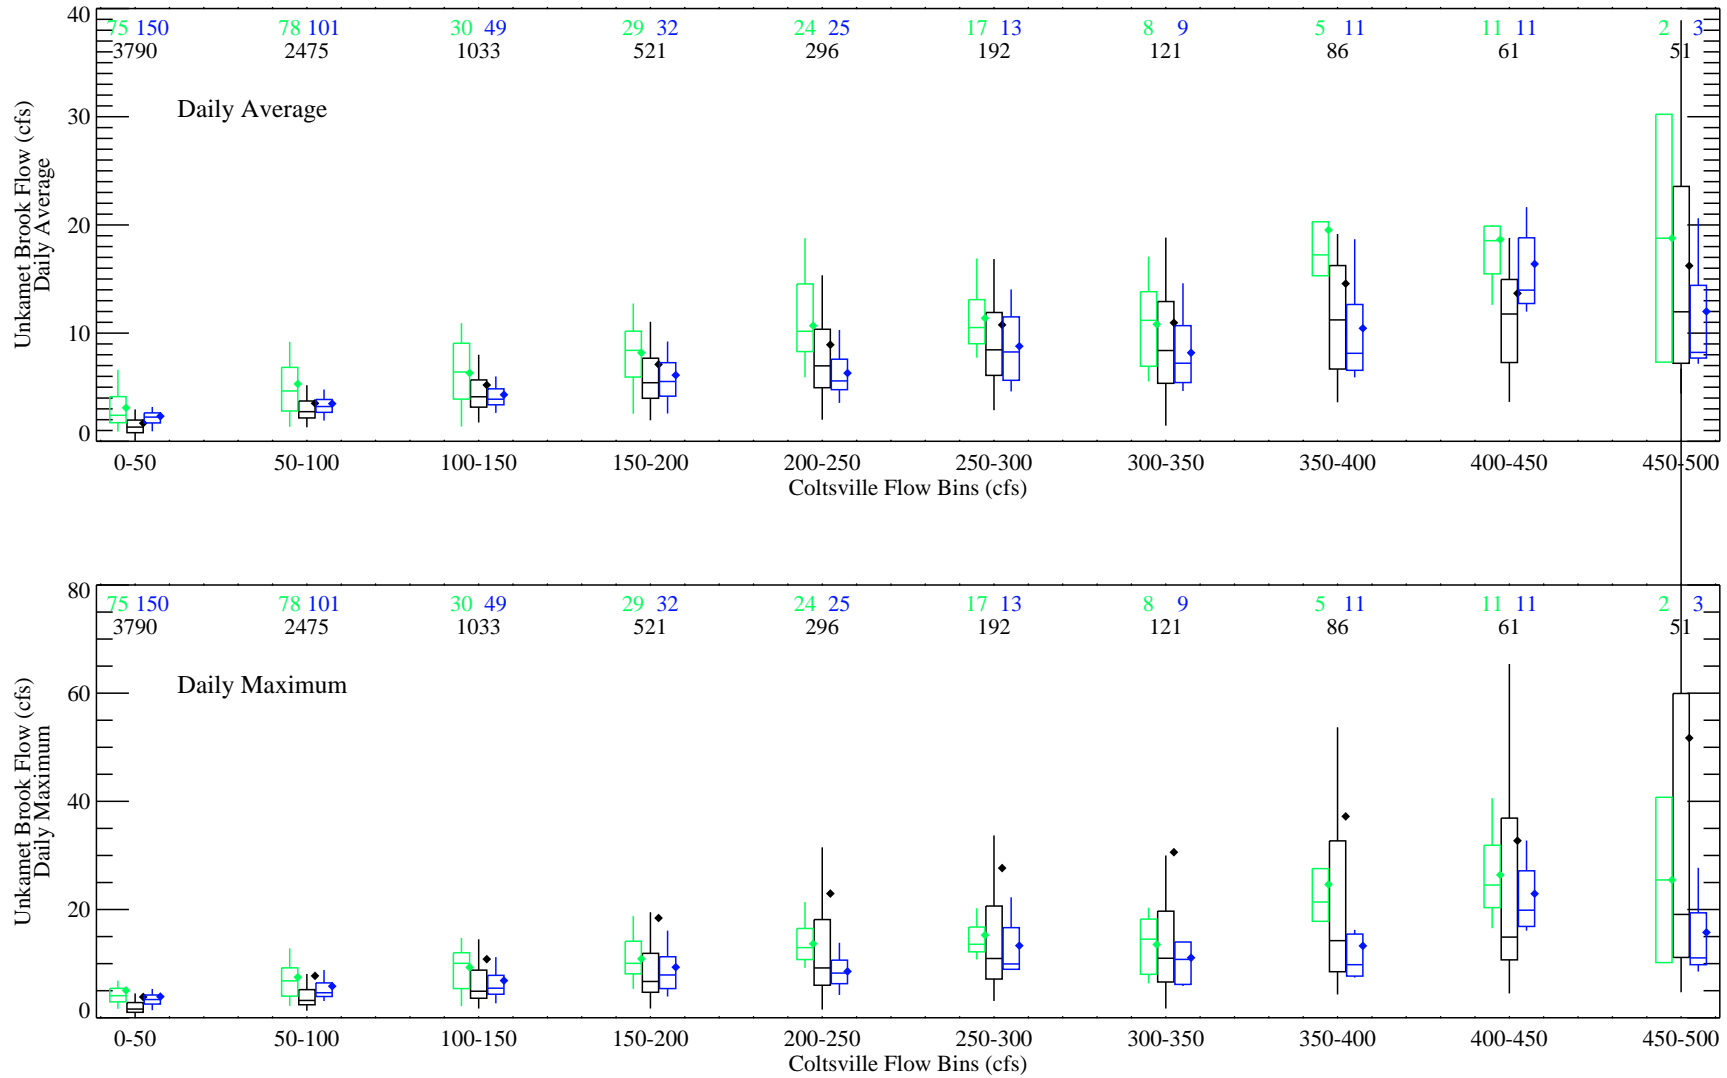 40
75 150 78 101 30 49 29 32 24 25 17 13 8 9 5 11 11 11 2 3
3790 2475 1033 521 296 192 121 86 61 51
Daily Average
30
20
10
0
Unkamet Brook Flow (cfs)
Daily Average
0-50 50-100 100-150 150-200 200-250 250-300 300-350 350-400 400-450 450-500
Coltsville Flow Bins (cfs)
80
75 150 78 101 30 49 29 32 24 25 17 13 8 9 5 11 11 11 2 3
3790 2475 1033 521 296 192 121 86 61 51
Daily Maximum
60
40
20
0
Unkamet Brook Flow (cfs)
Daily Maximum
0-50 50-100 100-150 150-200 200-250 250-300 300-350 350-400 400-450 450-500
Coltsville Flow Bins (cfs)